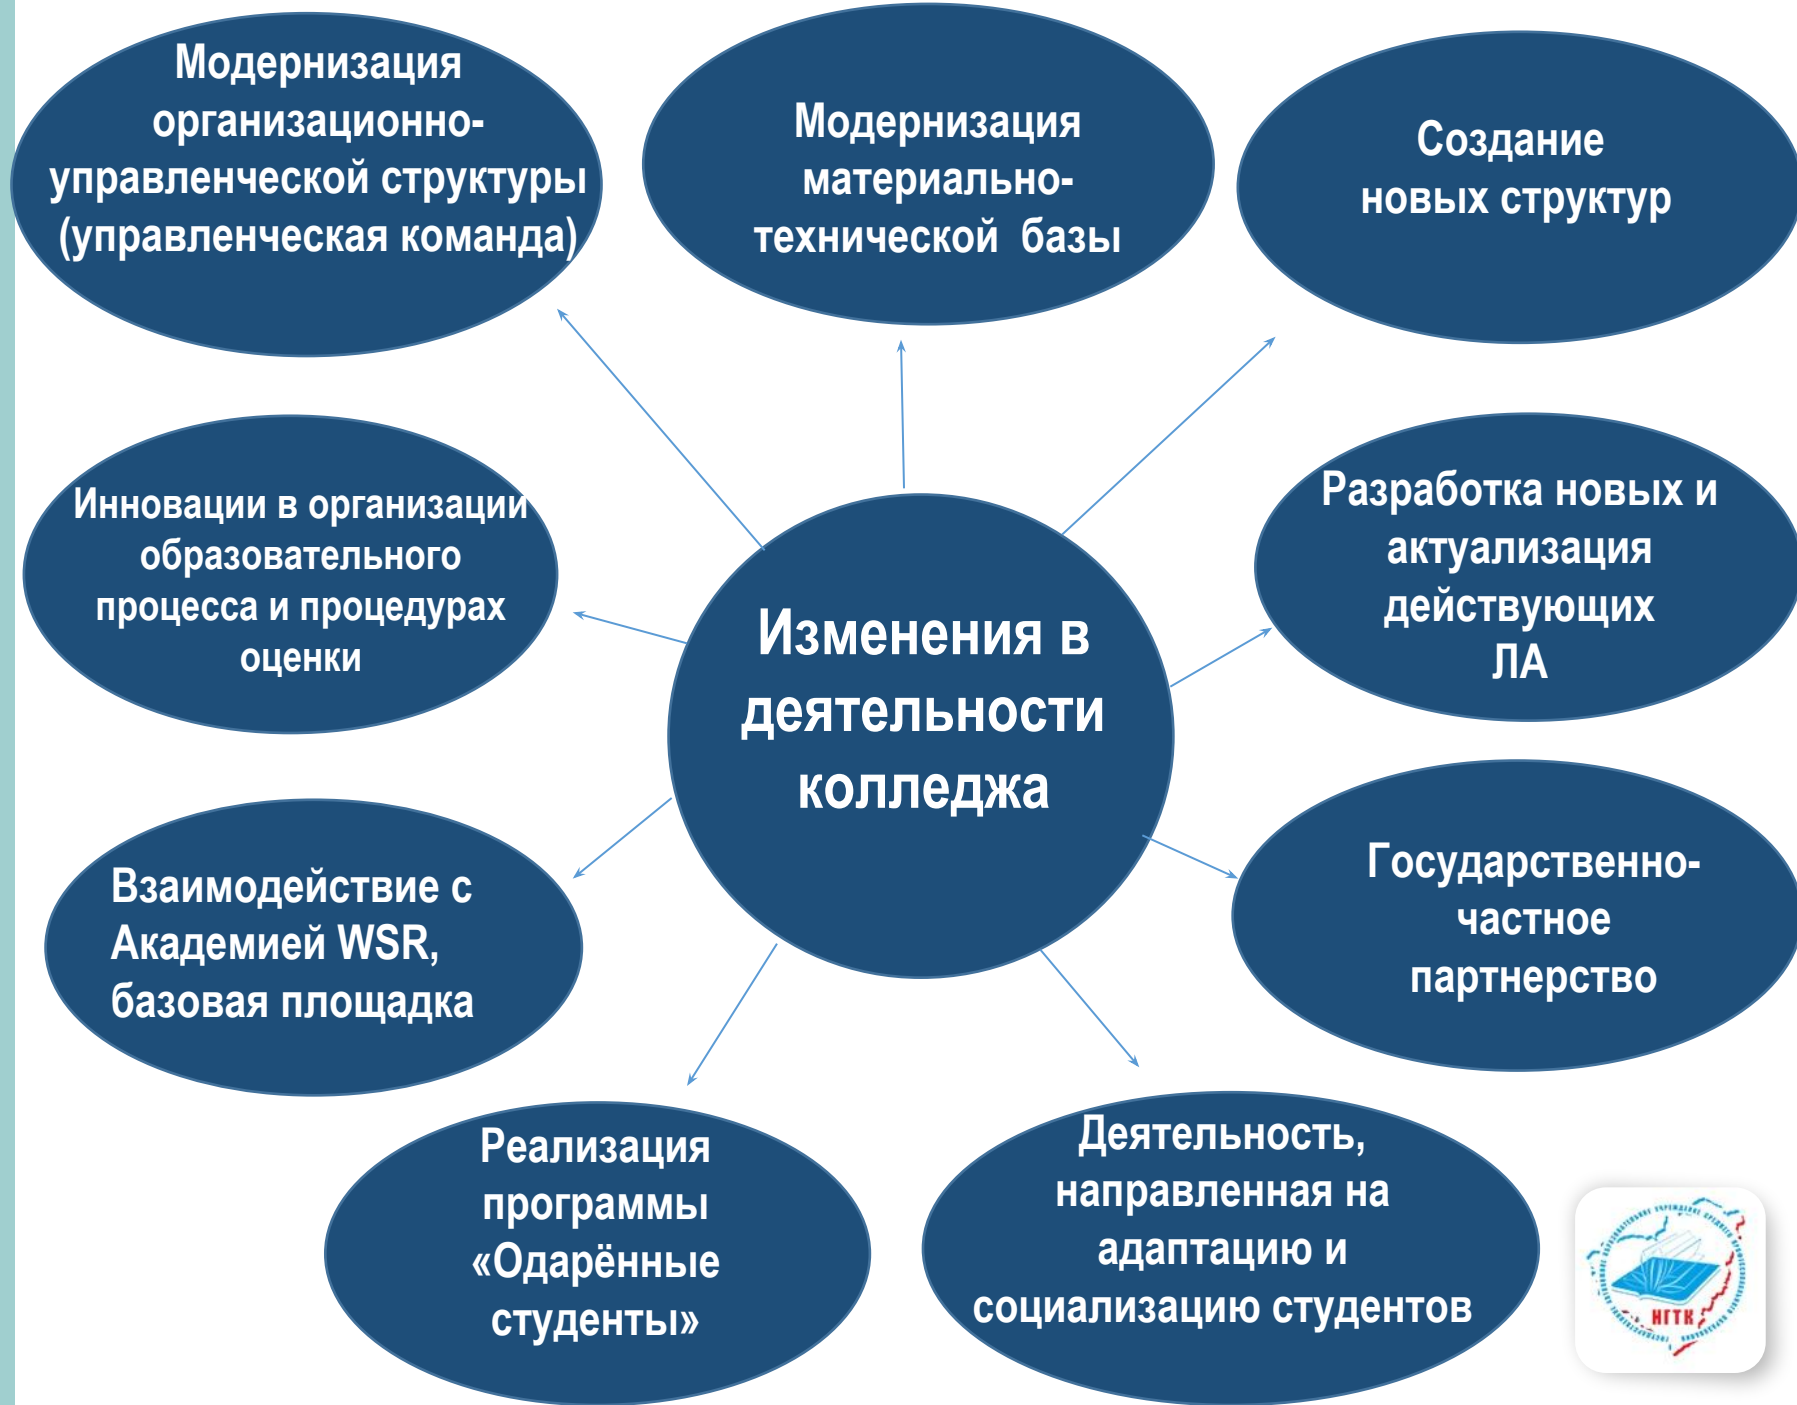 Модернизация
организационно-
управленческой структуры
(управленческая команда)
Модернизация
материально-
технической базы
Создание
новых структур
Инновации в организации
образовательного
процесса и процедурах
оценки
Изменения в
деятельности
колледжа
Разработка новых и
актуализация
действующих
ЛА
Взаимодействие с
Академией WSR,
базовая площадка
Государственно-
частное
партнерство
Реализация
программы
«Одарённые
студенты»
Деятельность,
направленная на
адаптацию и
социализацию студентов
НГТК